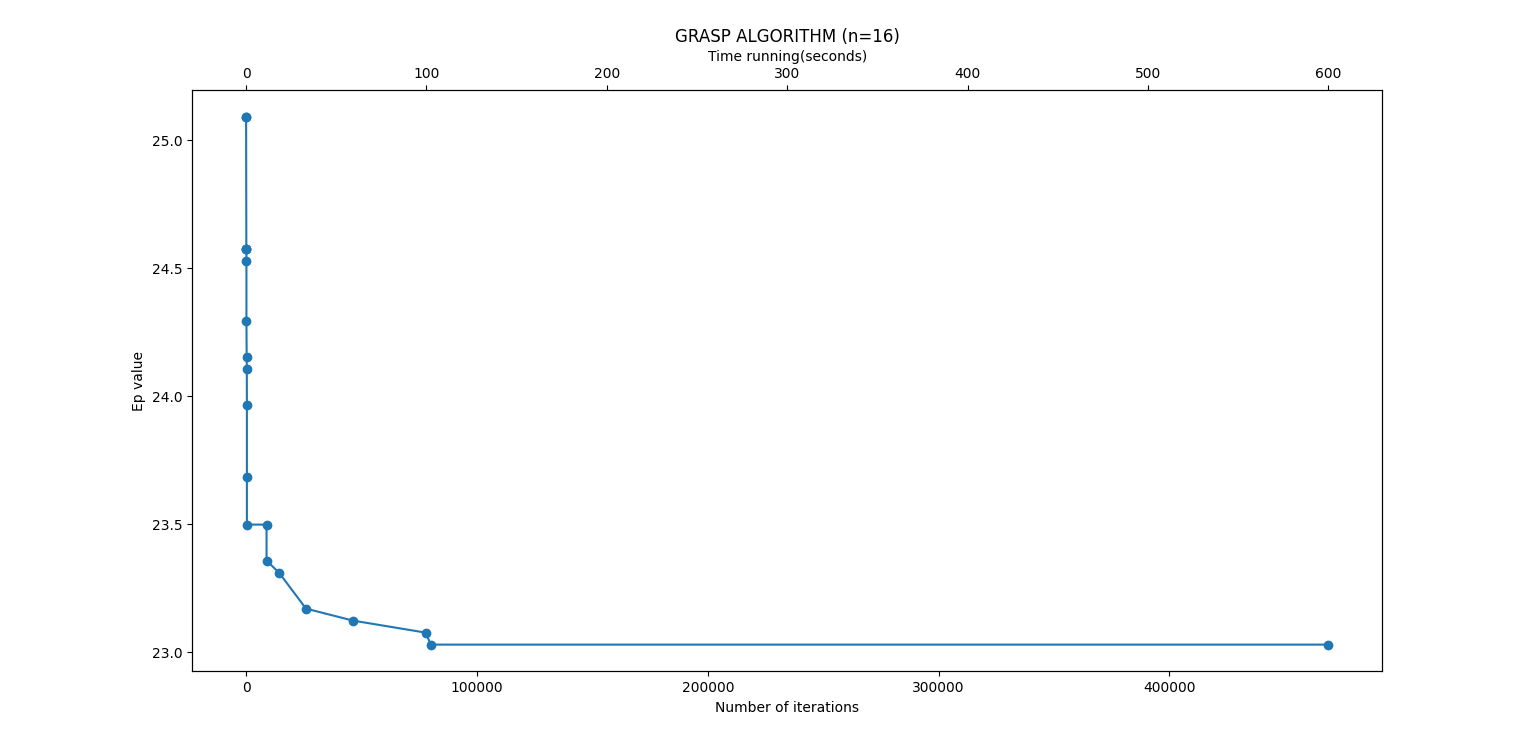 GRASP ALGORITHM (n=16)
Time running(seconds)
0 100 200 300 400 500 600
25.0
24.5
24.0
23.5
23.0
Ep value
0 100000 200000 300000 400000
Number of iterations